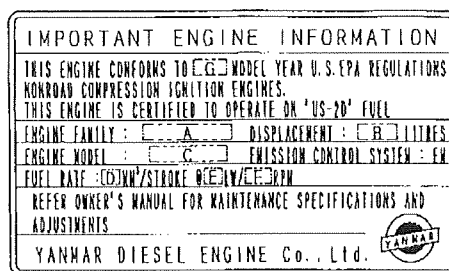 IMPORTANT ENGINE INFORMATION
THIS ENGINE CONFORMS TO [G] MODEL YEAR U.S.EPA REGULATIONS
NONROAD COMPRESSION IGNITION ENGINES.
THIS ENGINE IS CERTIFIED TO OPERATE ON 'US-2D' FUEL
ENGINE FAMILY : [A] DISPLACEMENT : [B] LITRES
ENGINE MODEL : [C] EMISSION CONTROL SYSTEM : EM
FUEL RATE :[D]MM³/STROKE @[E]KW/[F]RPM
REFER OWNER'S MANUAL FOR MAINTENANCE SPECIFICATIONS AND
ADJUSTMENTS
YANMAR DIESEL ENGINE Co., Ltd. YANMAR